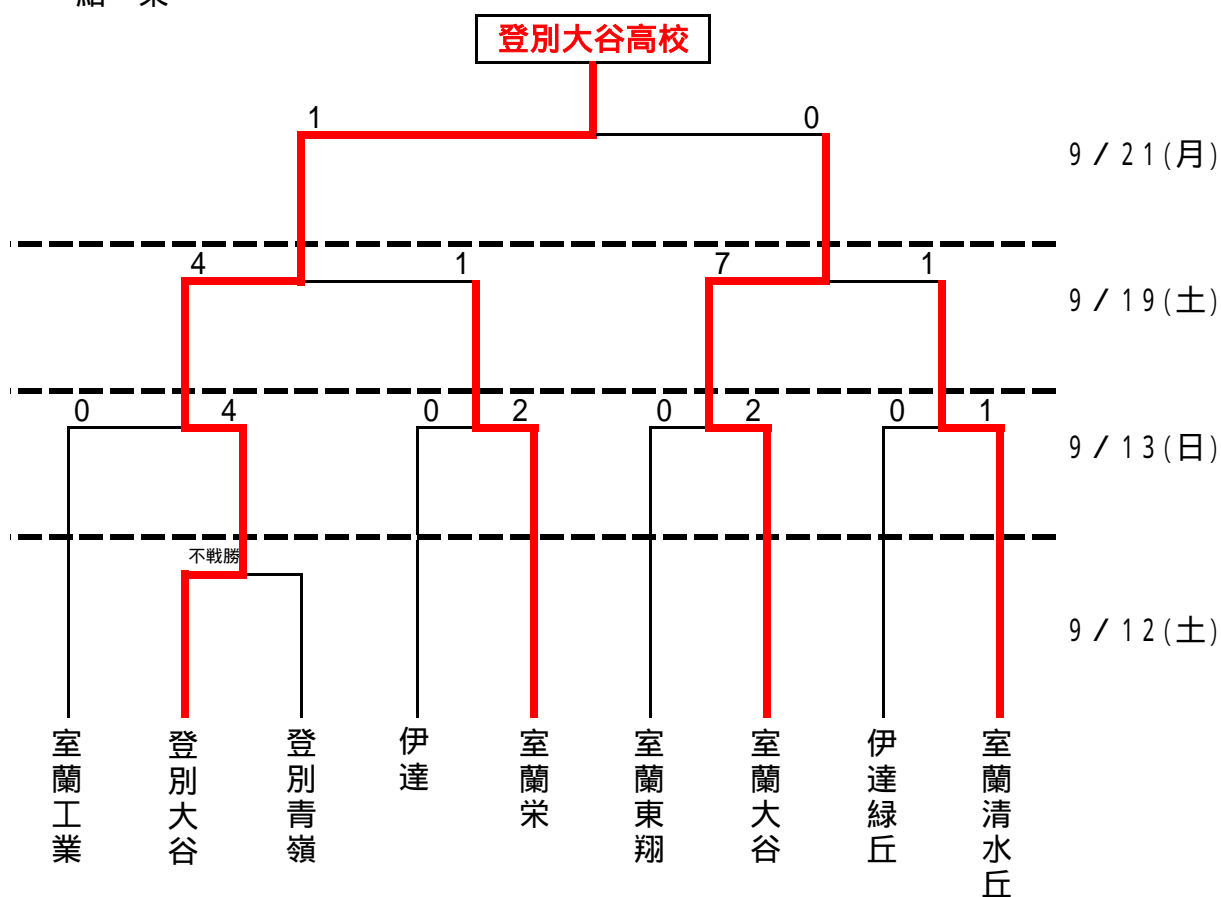 登別大谷高校
1 0
9/21(月)
4 1 7 1
9/19(土)
0 4 0 2 0 2 0 1
9/13(日)
不戦勝
9/12(土)
室蘭工業
登別大谷
登別青嶺
伊達
室蘭栄
室蘭東翔
室蘭大谷
伊達緑丘
室蘭清水丘